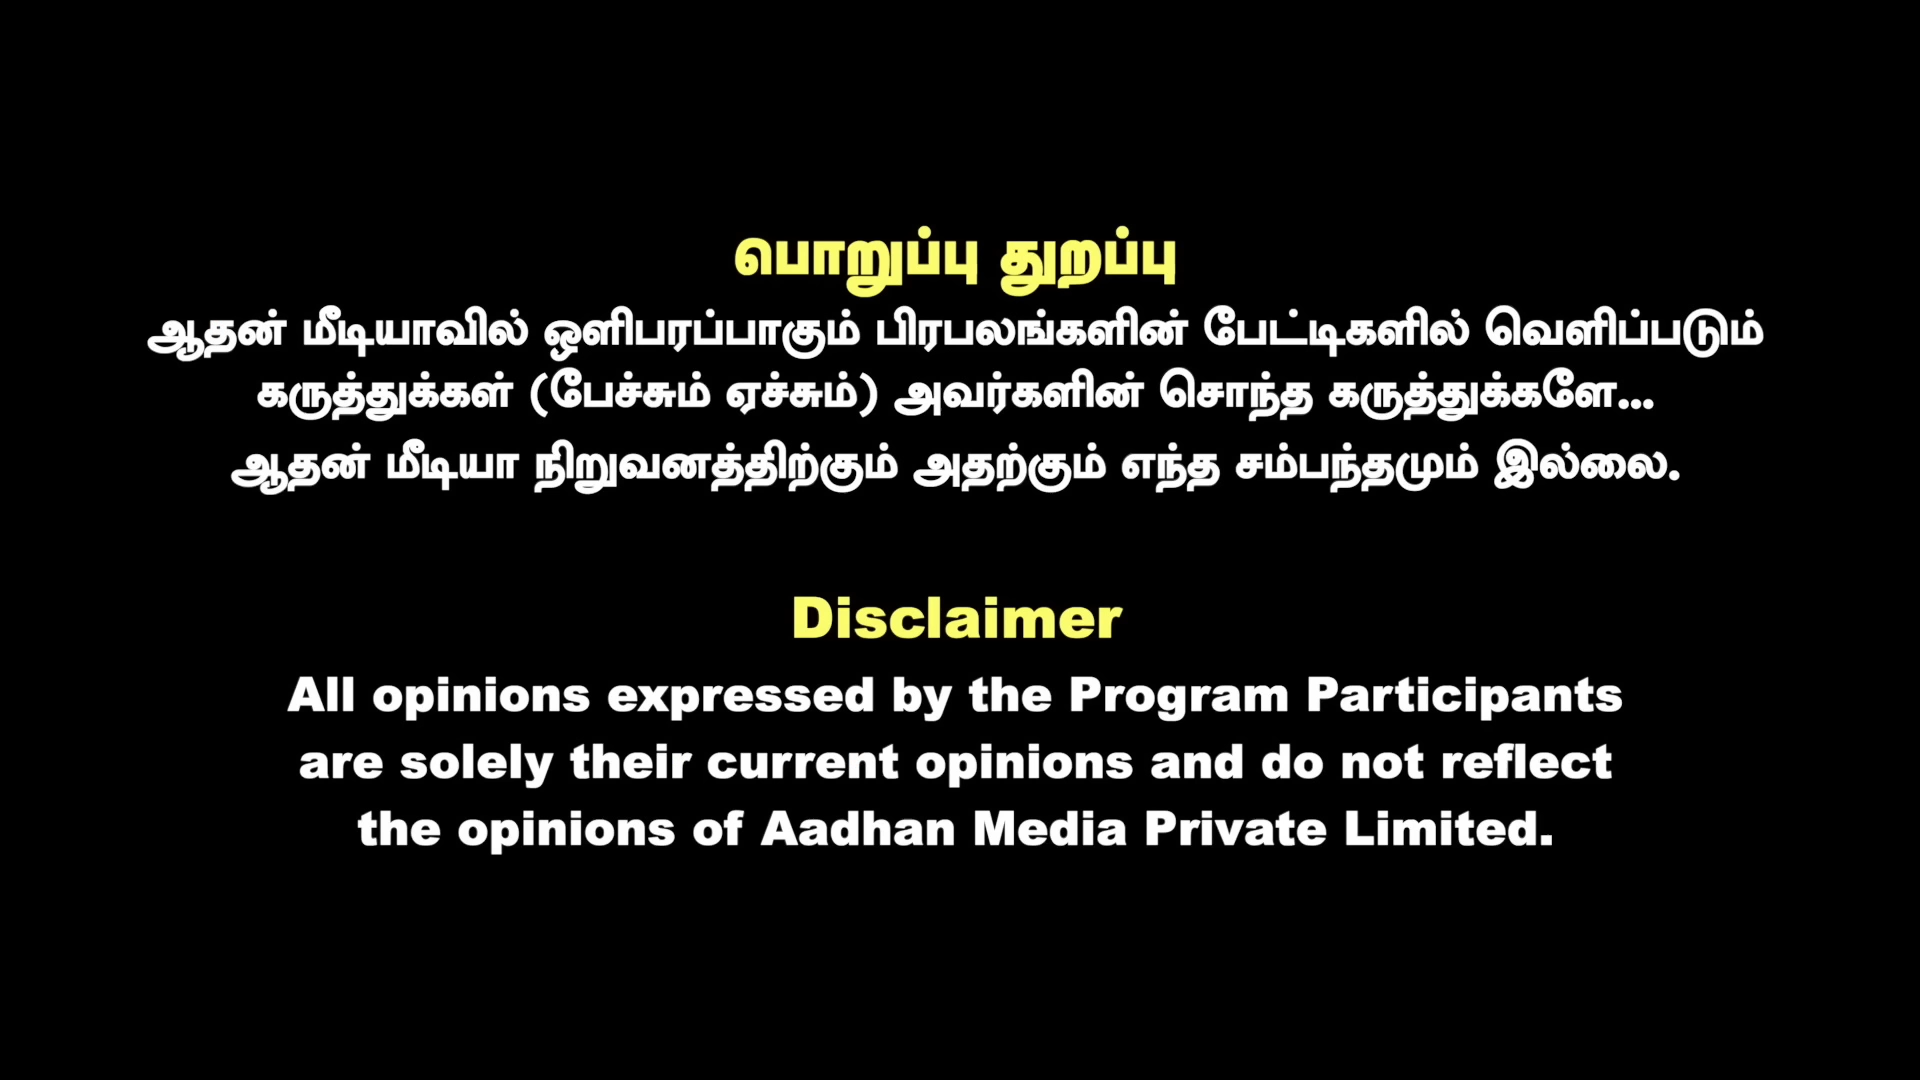 பொறுப்பு துறப்பு
ஆதன் மீடியாவில் ஒளிபரப்பாகும் பிரபலங்களின் பேட்டிகளில் வெளிப்படும்
கருத்துக்கள் (பேச்சும் ஏச்சும்) அவர்களின் சொந்த கருத்துக்களே...
ஆதன் மீடியா நிறுவனத்திற்கும் அதற்கும் எந்த சம்பந்தமும் இல்லை.
Disclaimer
All opinions expressed by the Program Participants
are solely their current opinions and do not reflect
the opinions of Aadhan Media Private Limited.